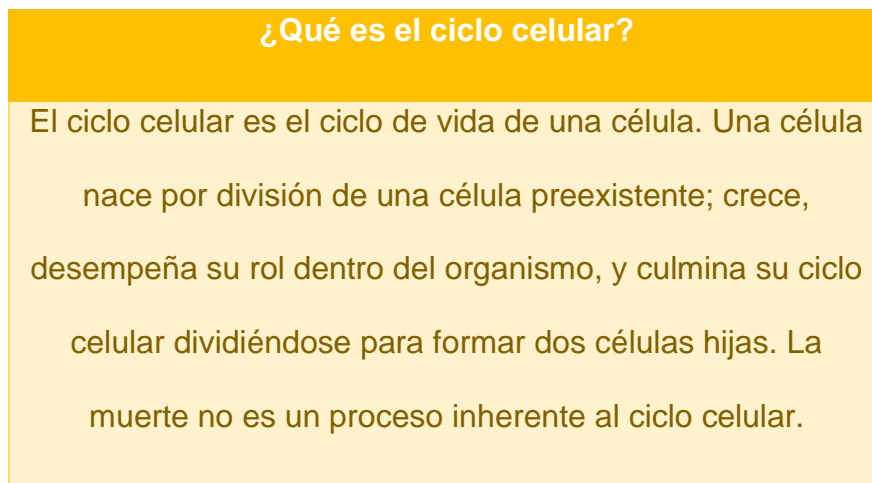 ¿Qué es el ciclo celular?
El ciclo celular es el ciclo de vida de una célula. Una célula
nace por división de una célula preexistente; crece,
desempeña su rol dentro del organismo, y culmina su ciclo
celular dividiéndose para formar dos células hijas. La
muerte no es un proceso inherente al ciclo celular.